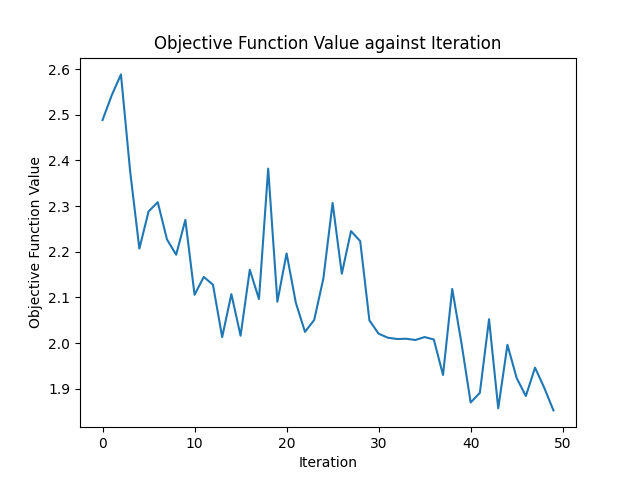 Objective Function Value against Iteration
2.6
2.5
2.4
2.3
2.2
2.1
2.0
1.9
Objective Function Value
0 10 20 30 40 50
Iteration